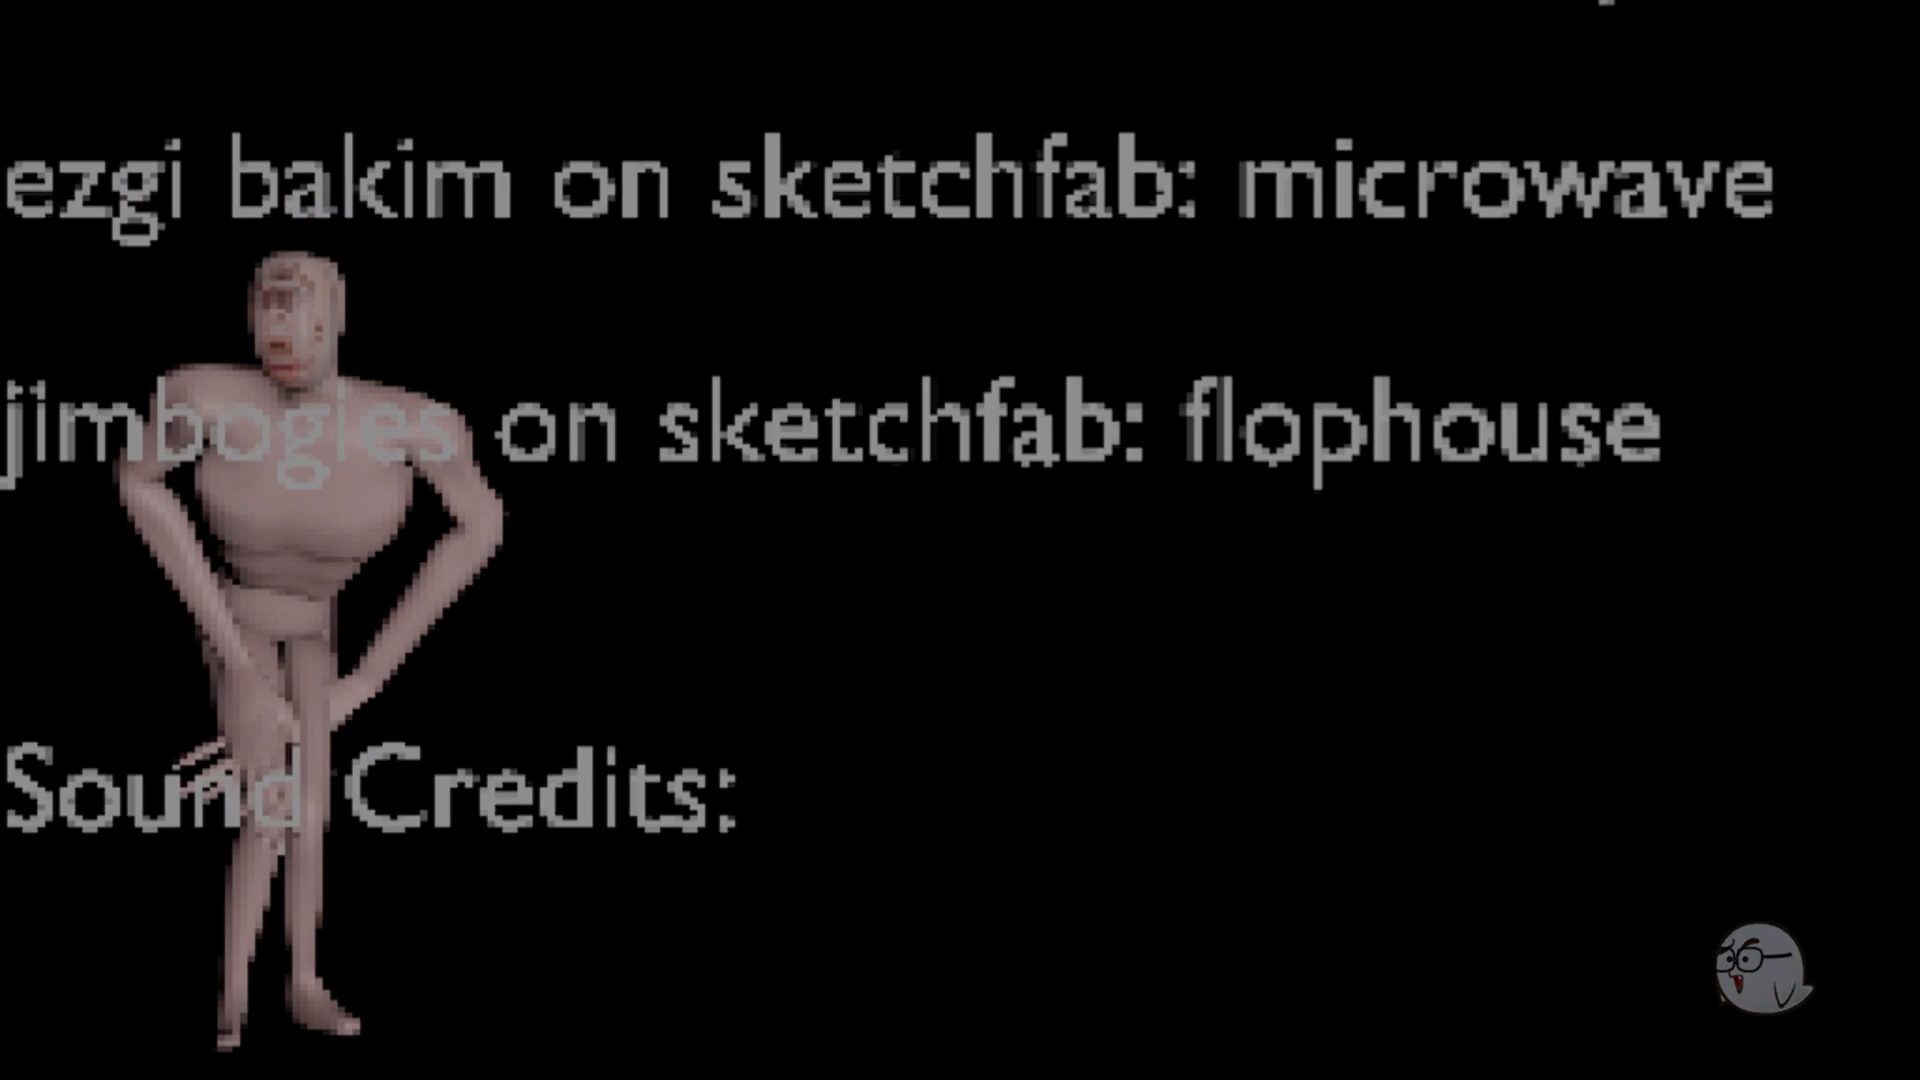 ezgi bakim on sketchfab: microwave
jimbogies on sketchfab: flophouse
Sound Credits: